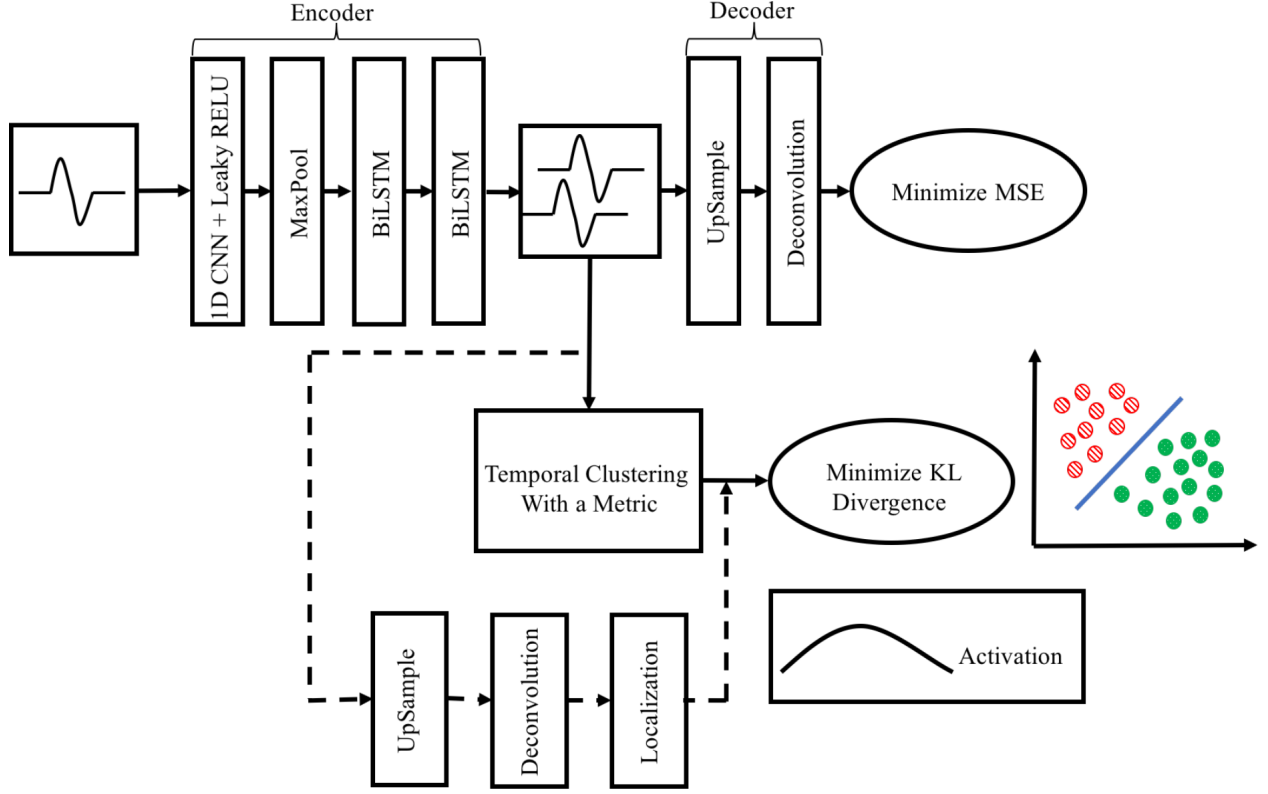 Encoder
Decoder
1D CNN + Leaky RELU
MaxPool
BiLSTM
BiLSTM
UpSample
Deconvolution
Minimize MSE
Temporal Clustering
With a Metric
Minimize KL
Divergence
UpSample
Deconvolution
Localization
Activation